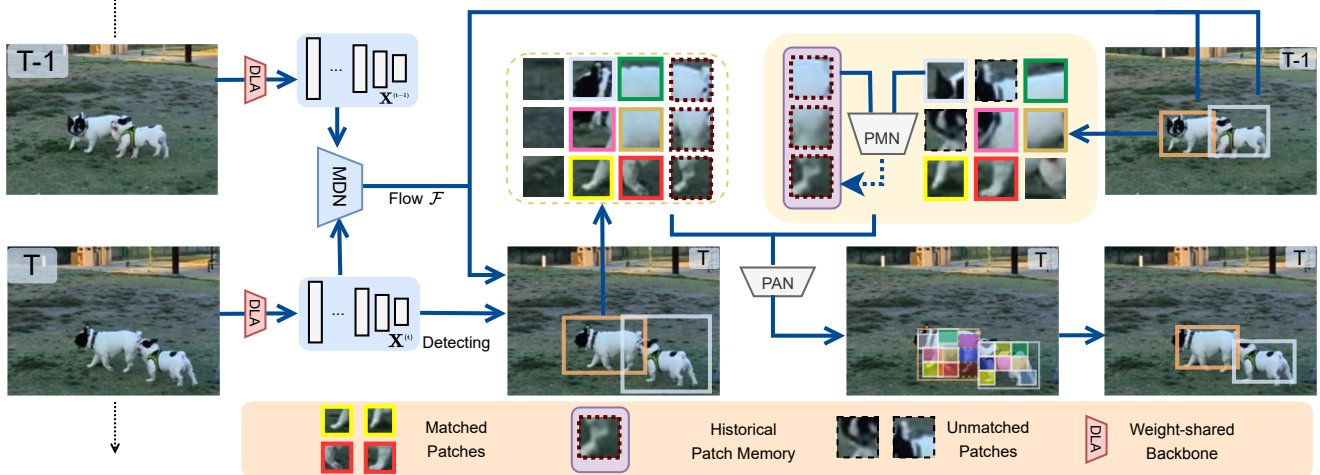 T-1
DLA
...
X(t-1)
MDN
Flow F
PMN
T-1
T
DLA
...
X(t)
Detecting
T
PAN
T
T
Matched
Patches
Historical
Patch Memory
Unmatched
Patches
DLA
Weight-shared
Backbone